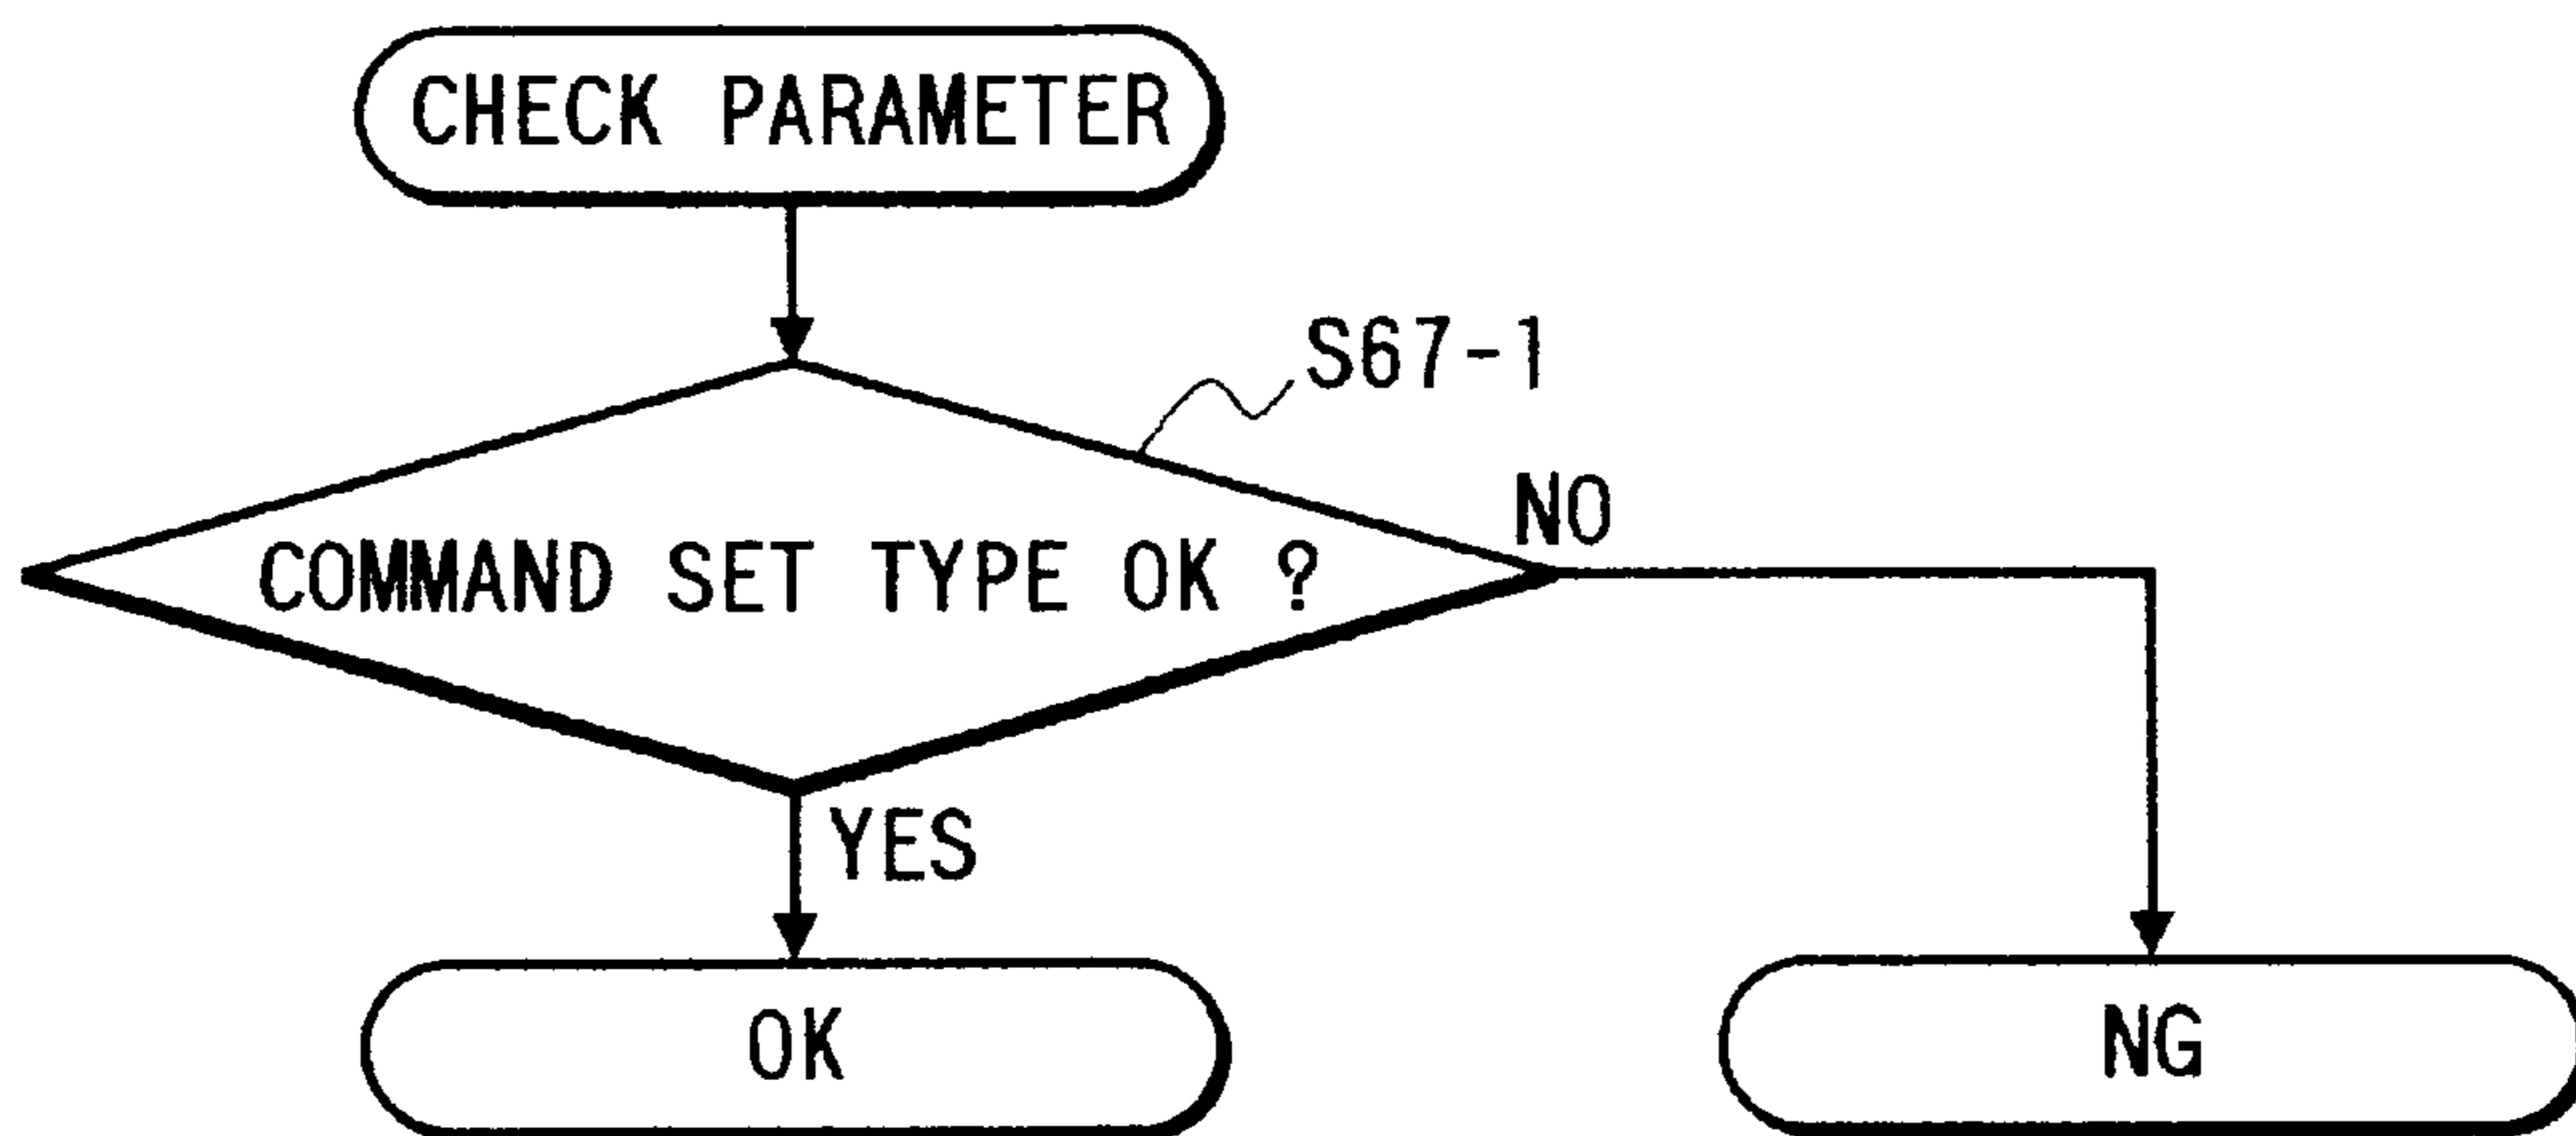 CHECK PARAMETER
S67-1
NO
COMMAND SET TYPE OK ?
YES
OK
NG